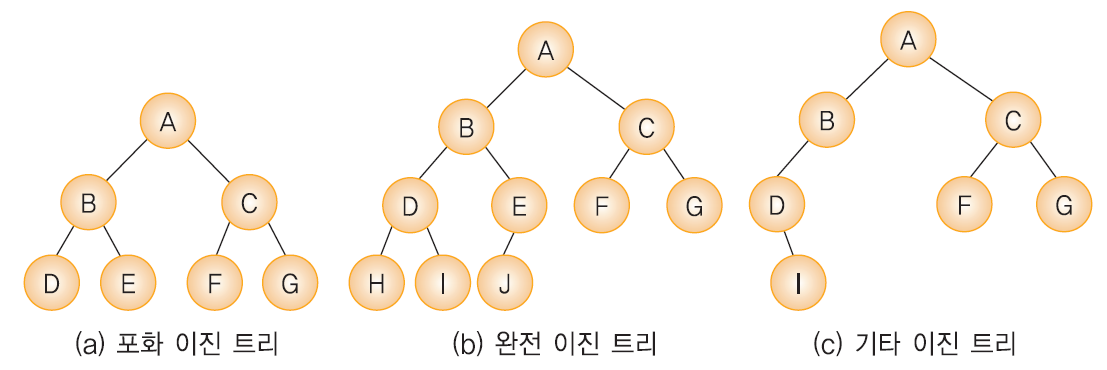 A
B C
D E F G
(a) 포화 이진 트리
A
B C
D E F G
H I J
(b) 완전 이진 트리
A
B C
D F G
I
(c) 기타 이진 트리